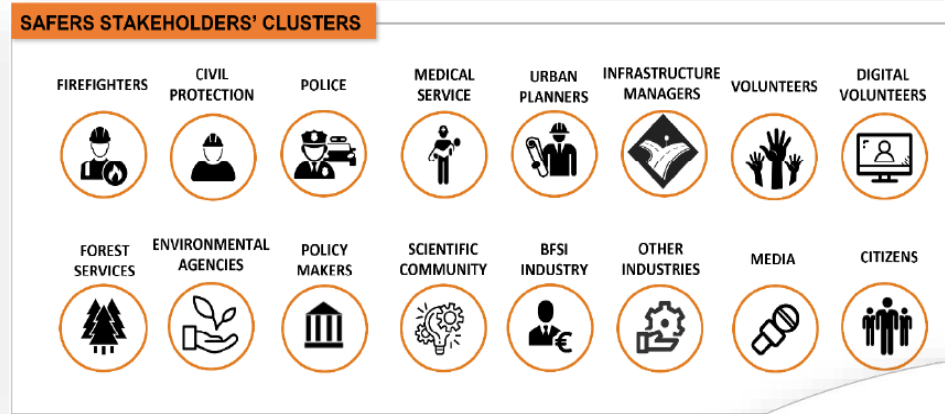 SAFERS STAKEHOLDERS' CLUSTERS
FIREFIGHTERS
CIVIL
PROTECTION
POLICE
MEDICAL
SERVICE
URBAN
PLANNERS
INFRASTRUCTURE
MANAGERS
VOLUNTEERS
DIGITAL
VOLUNTEERS
FOREST
SERVICES
ENVIRONMENTAL
AGENCIES
POLICY
MAKERS
SCIENTIFIC
COMMUNITY
BFSI
INDUSTRY
OTHER
INDUSTRIES
MEDIA
CITIZENS